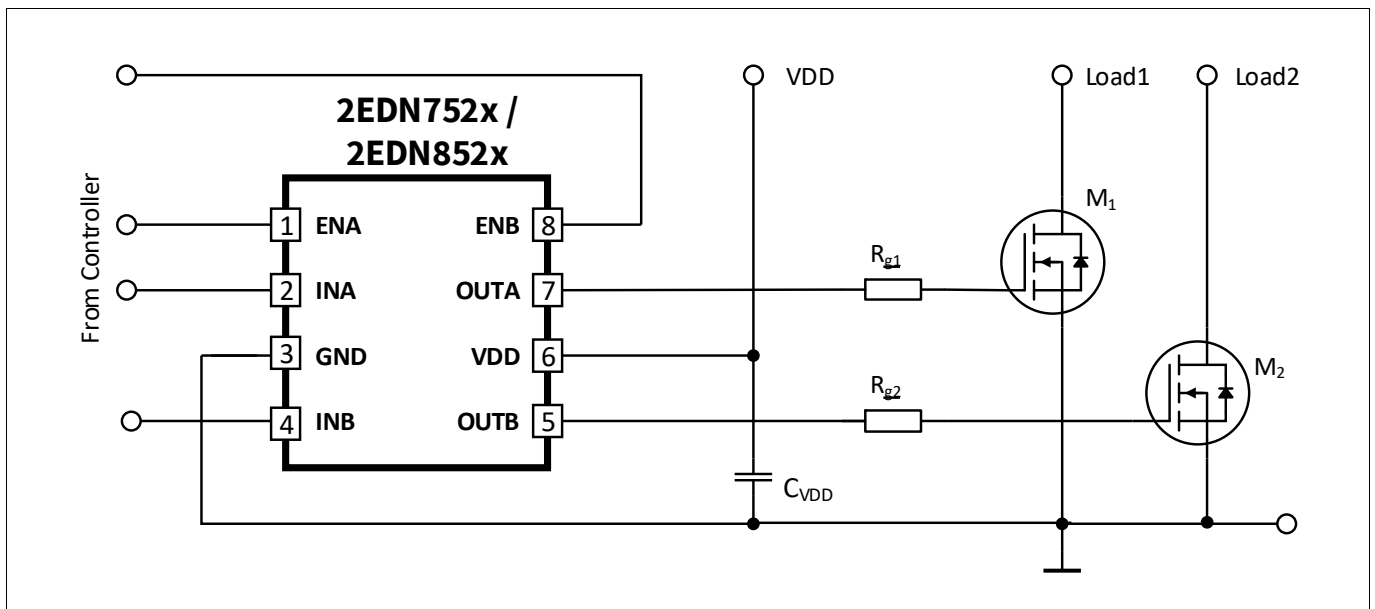 VDD
Load1
Load2
2EDN752x /
2EDN852x
From Controller
M1
1 ENA ENB 8
Rg1
2 INA OUTA 7
3 GND VDD 6
M2
Rg2
4 INB OUTB 5
CVDD